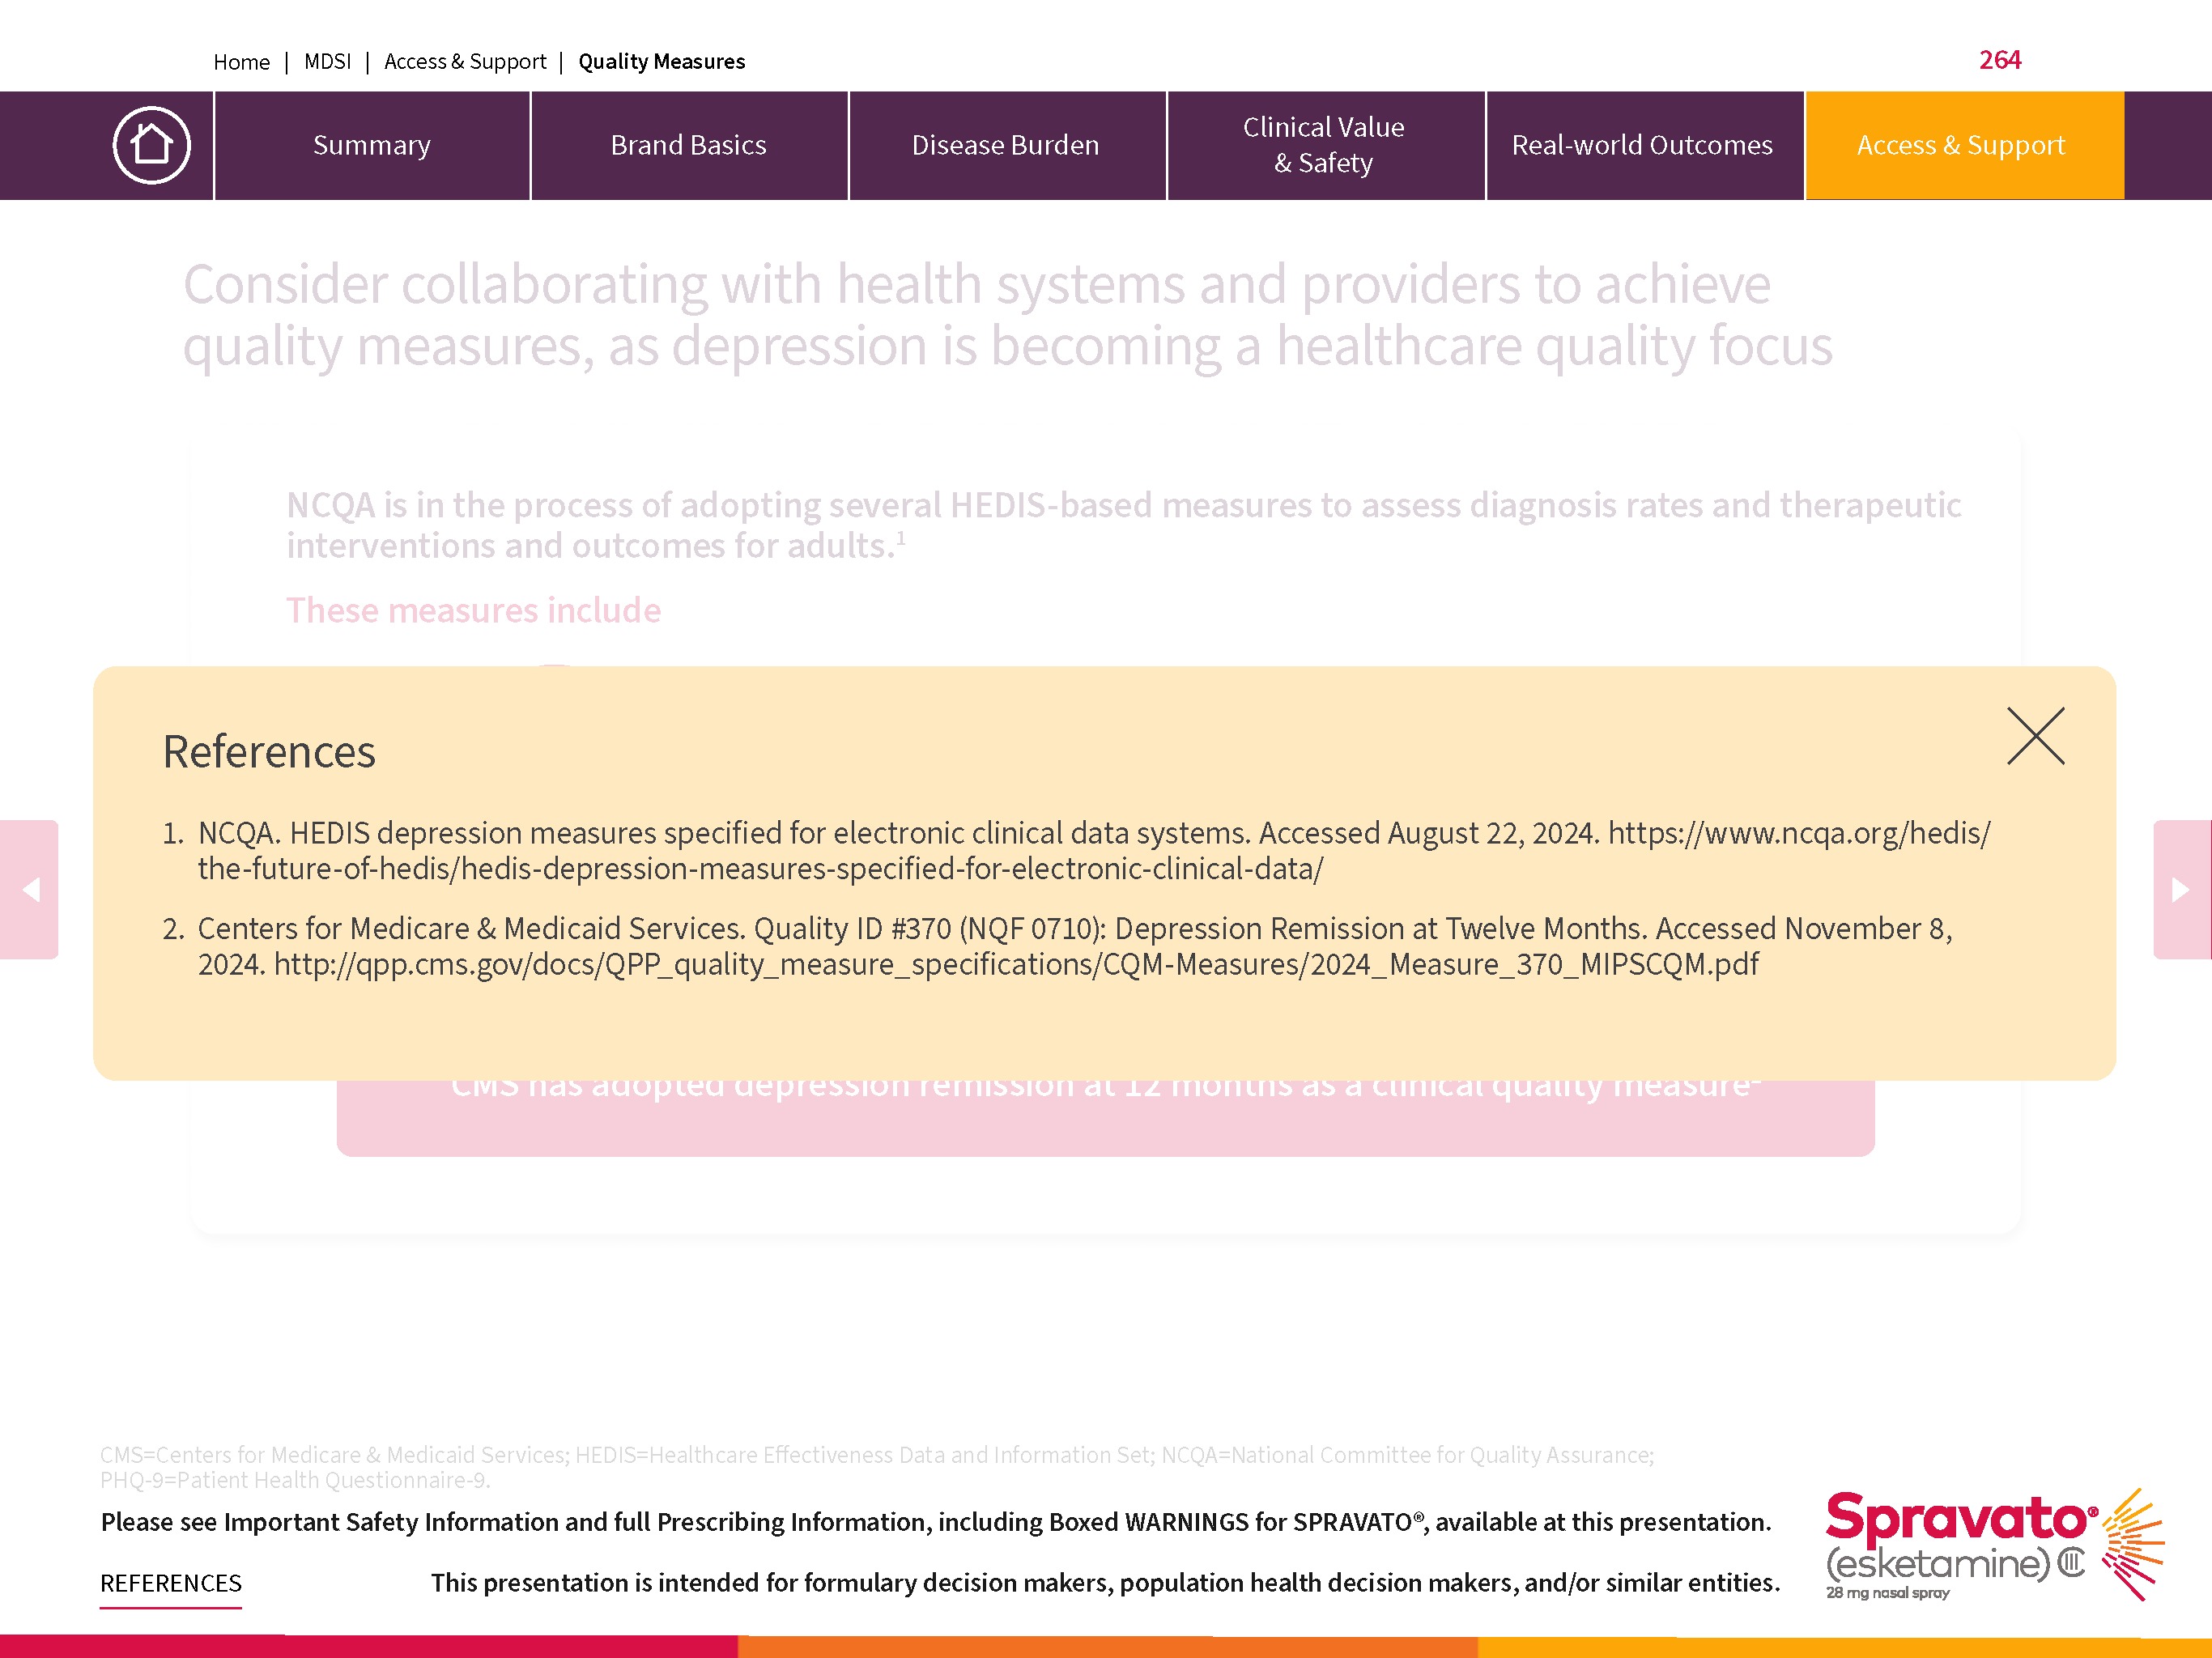 Home | MDSI | Access & Support | Quality Measures
264
Summary
Brand Basics
Disease Burden
Clinical Value
& Safety
Real-world Outcomes
Access & Support
Consider collaborating with health systems and providers to achieve
quality measures, as depression is becoming a healthcare quality focus
NCQA is in the process of adopting several HEDIS-based measures to assess diagnosis rates and therapeutic
interventions and outcomes for adults.¹
These measures include
References
1. NCQA. HEDIS depression measures specified for electronic clinical data systems. Accessed August 22, 2024. https://www.ncqa.org/hedis/
the-future-of-hedis/hedis-depression-measures-specified-for-electronic-clinical-data/
2. Centers for Medicare & Medicaid Services. Quality ID #370 (NQF 0710): Depression Remission at Twelve Months. Accessed November 8,
2024. http://qpp.cms.gov/docs/QPP_quality_measure_specifications/CQM-Measures/2024_Measure_370_MIPSCQM.pdf
CMS has adopted depression remission at 12 months as a clinical quality measure
CMS=Centers for Medicare & Medicaid Services; HEDIS=Healthcare Effectiveness Data and Information Set; NCQA=National Committee for Quality Assurance;
PHQ-9=Patient Health Questionnaire-9.
Please see Important Safety Information and full Prescribing Information, including Boxed WARNINGS for SPRAVATO®, available at this presentation.
REFERENCES
This presentation is intended for formulary decision makers, population health decision makers, and/or similar entities.
Spravato®
(esketamine) CIII
28 mg nasal spray